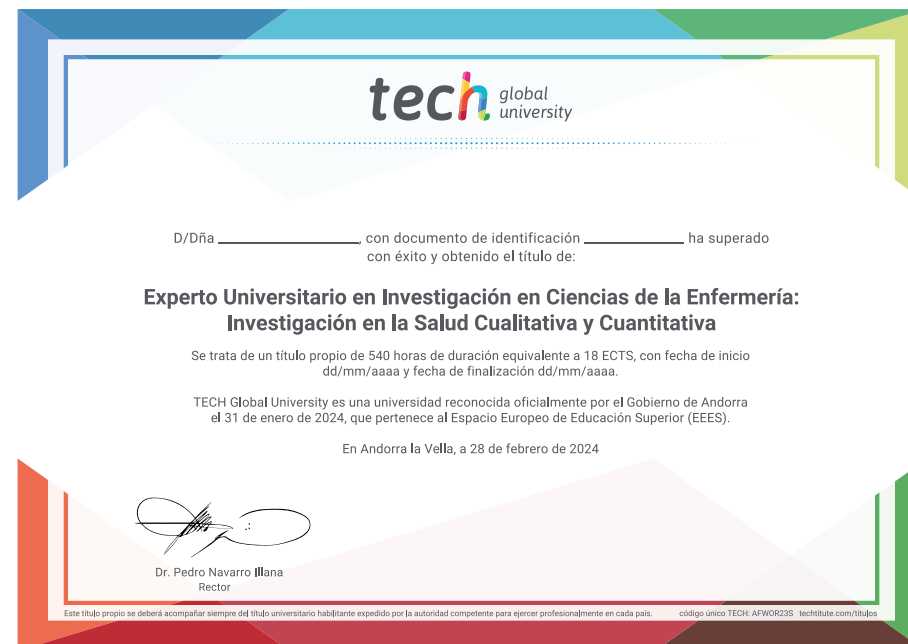 tech global
university
D/Dña ____________________, con documento de identificación ______________ ha superado
con éxito y obtenido el título de:
Experto Universitario en Investigación en Ciencias de la Enfermería:
Investigación en la Salud Cualitativa y Cuantitativa
Se trata de un título propio de 540 horas de duración equivalente a 18 ECTS, con fecha de inicio
dd/mm/aaaa y fecha de finalización dd/mm/aaaa.
TECH Global University es una universidad reconocida oficialmente por el Gobierno de Andorra
el 31 de enero de 2024, que pertenece al Espacio Europeo de Educación Superior (EEES).
En Andorra la Vella, a 28 de febrero de 2024
Dr. Pedro Navarro Illana
Rector
Este título propio se deberá acompañar siempre del título universitario habilitante expedido por la autoridad competente para ejercer profesionalmente en cada país. código único TECH: AFWOR23S techtitute.com/títulos